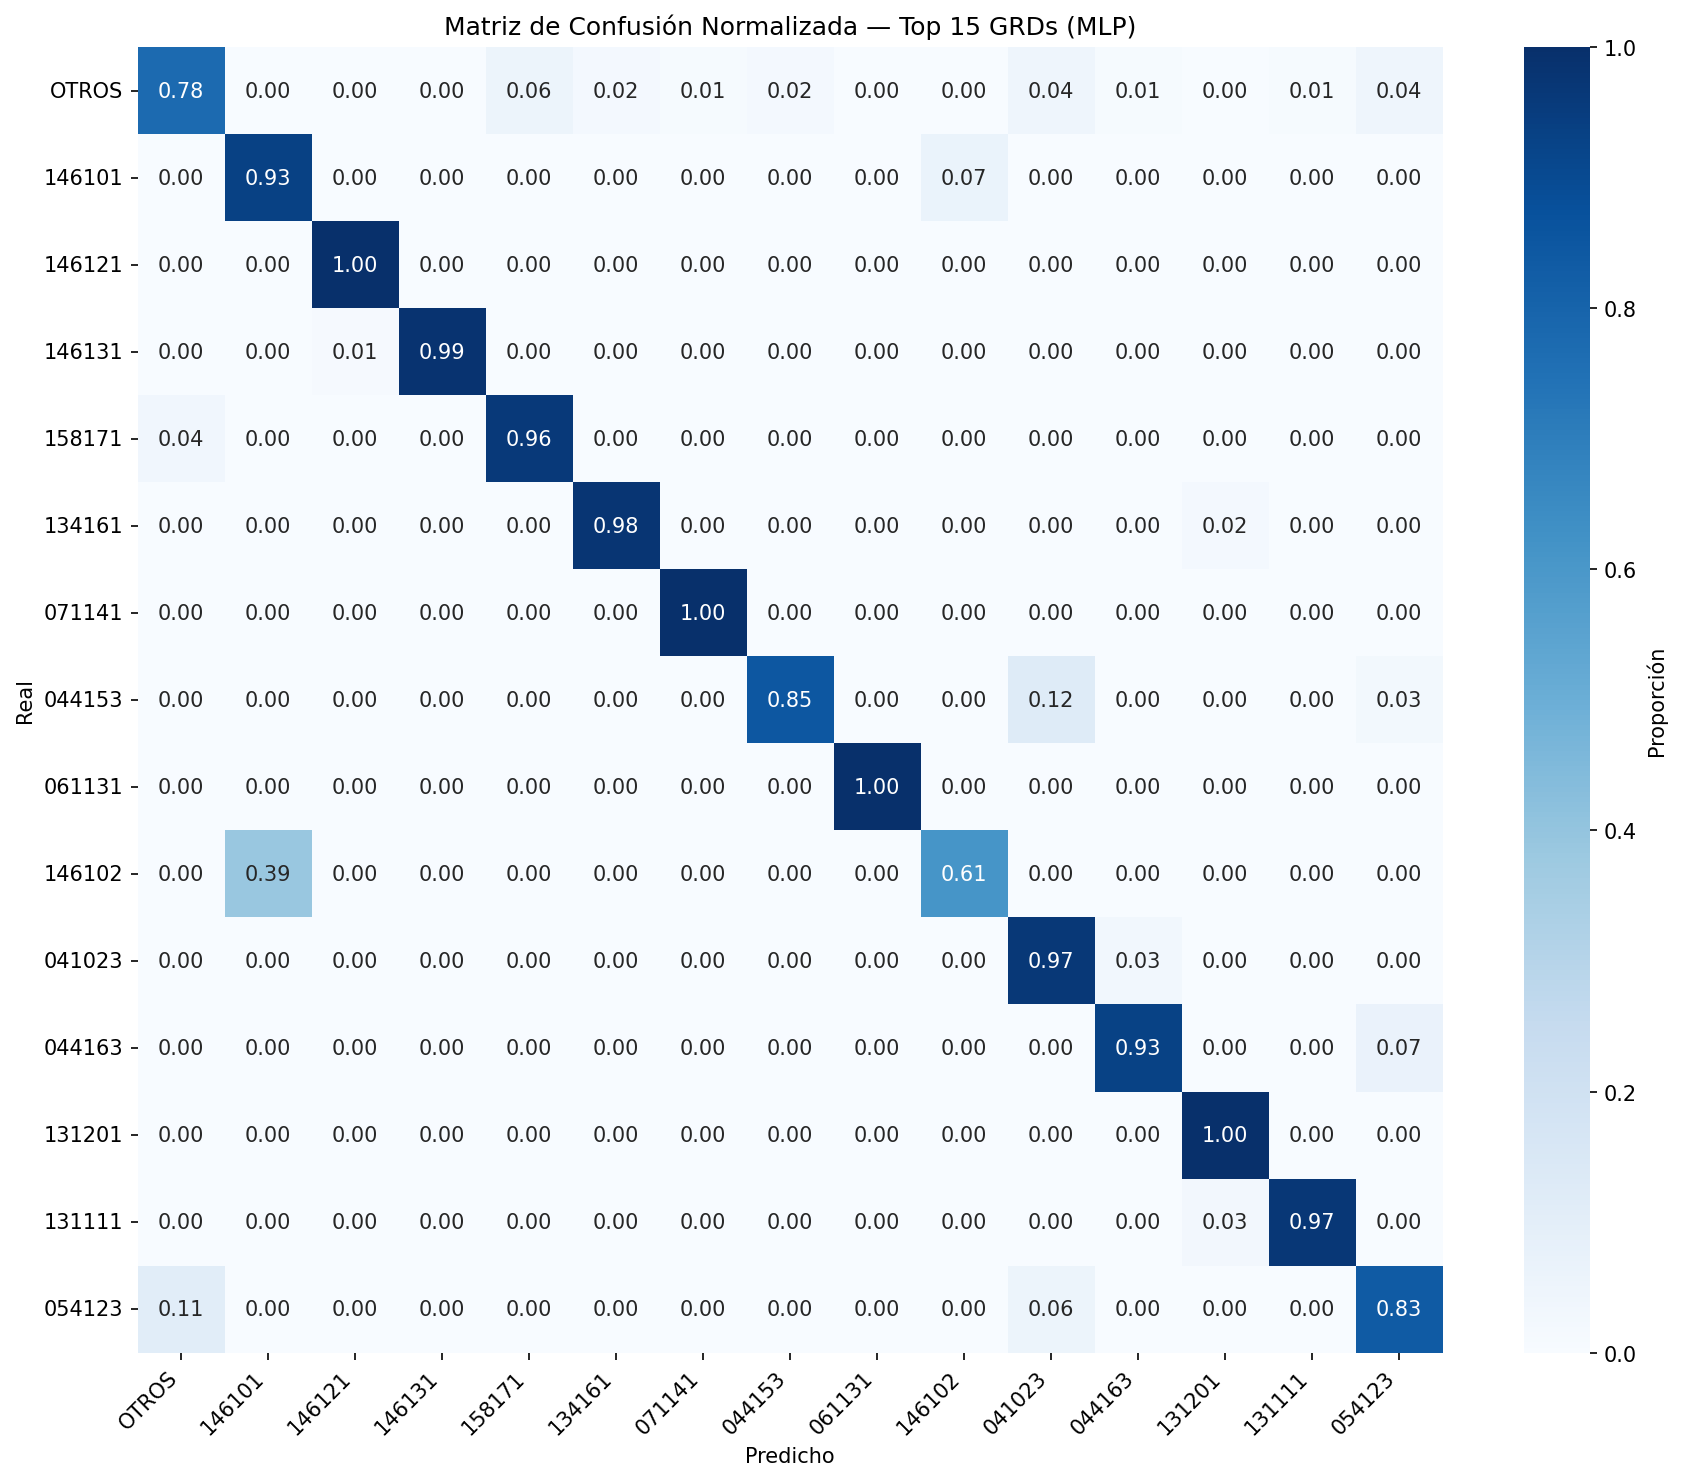 Matriz de Confusión Normalizada — Top 15 GRDs (MLP)
OTROS 0.78 0.00 0.00 0.00 0.06 0.02 0.01 0.02 0.00 0.00 0.04 0.01 0.00 0.01 0.04
146101 0.00 0.93 0.00 0.00 0.00 0.00 0.00 0.00 0.00 0.07 0.00 0.00 0.00 0.00 0.00
146121 0.00 0.00 1.00 0.00 0.00 0.00 0.00 0.00 0.00 0.00 0.00 0.00 0.00 0.00 0.00
146131 0.00 0.00 0.01 0.99 0.00 0.00 0.00 0.00 0.00 0.00 0.00 0.00 0.00 0.00 0.00
158171 0.04 0.00 0.00 0.00 0.96 0.00 0.00 0.00 0.00 0.00 0.00 0.00 0.00 0.00 0.00
134161 0.00 0.00 0.00 0.00 0.00 0.98 0.00 0.00 0.00 0.00 0.00 0.00 0.02 0.00 0.00
071141 0.00 0.00 0.00 0.00 0.00 0.00 1.00 0.00 0.00 0.00 0.00 0.00 0.00 0.00 0.00
044153 0.00 0.00 0.00 0.00 0.00 0.00 0.00 0.85 0.00 0.00 0.12 0.00 0.00 0.00 0.03
061131 0.00 0.00 0.00 0.00 0.00 0.00 0.00 0.00 1.00 0.00 0.00 0.00 0.00 0.00 0.00
146102 0.00 0.39 0.00 0.00 0.00 0.00 0.00 0.00 0.00 0.61 0.00 0.00 0.00 0.00 0.00
041023 0.00 0.00 0.00 0.00 0.00 0.00 0.00 0.00 0.00 0.00 0.97 0.03 0.00 0.00 0.00
044163 0.00 0.00 0.00 0.00 0.00 0.00 0.00 0.00 0.00 0.00 0.00 0.93 0.00 0.00 0.07
131201 0.00 0.00 0.00 0.00 0.00 0.00 0.00 0.00 0.00 0.00 0.00 0.00 1.00 0.00 0.00
131111 0.00 0.00 0.00 0.00 0.00 0.00 0.00 0.00 0.00 0.00 0.00 0.00 0.03 0.97 0.00
054123 0.11 0.00 0.00 0.00 0.00 0.00 0.00 0.00 0.00 0.00 0.06 0.00 0.00 0.00 0.83
OTROS 146101 146121 146131 158171 134161 071141 044153 061131 146102 041023 044163 131201 131111 054123
Predicho
Real
1.0
0.8
0.6
0.4
0.2
0.0
Proporción